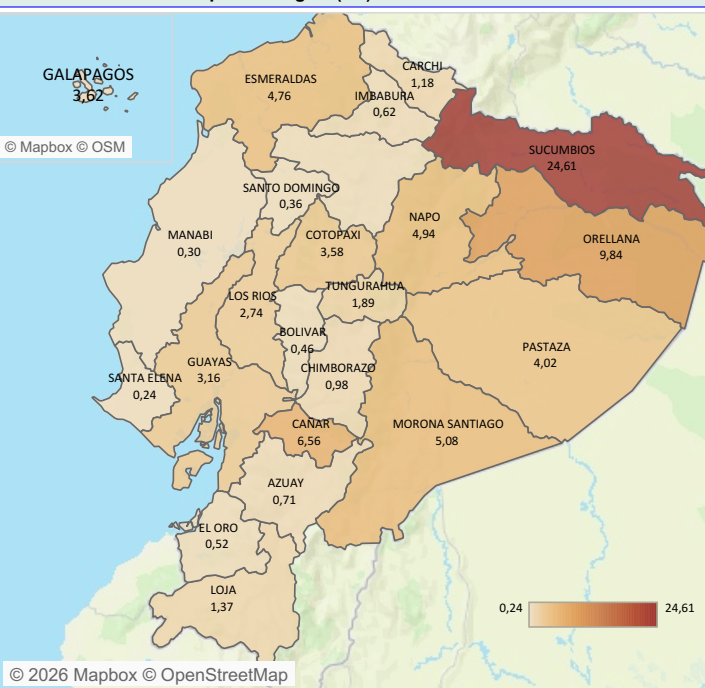 GALAPAGOS
3,62
© Mapbox © OSM
ESMERALDAS
4,76
CARCHI
1,18
IMBABURA
0,62
SUCUMBIOS
24,61
SANTO DOMINGO
0,36
NAPO
4,94
MANABI
0,30
COTOPAXI
3,58
ORELLANA
9,84
TUNGURAHUA
1,89
LOS RIOS
2,74
BOLIVAR
0,46
PASTAZA
4,02
GUAYAS
3,16
CHIMBORAZO
0,98
SANTA ELENA
0,24
CAÑAR
6,56
MORONA SANTIAGO
5,08
AZUAY
0,71
EL ORO
0,52
LOJA
1,37
0,24
24,61
© 2026 Mapbox © OpenStreetMap